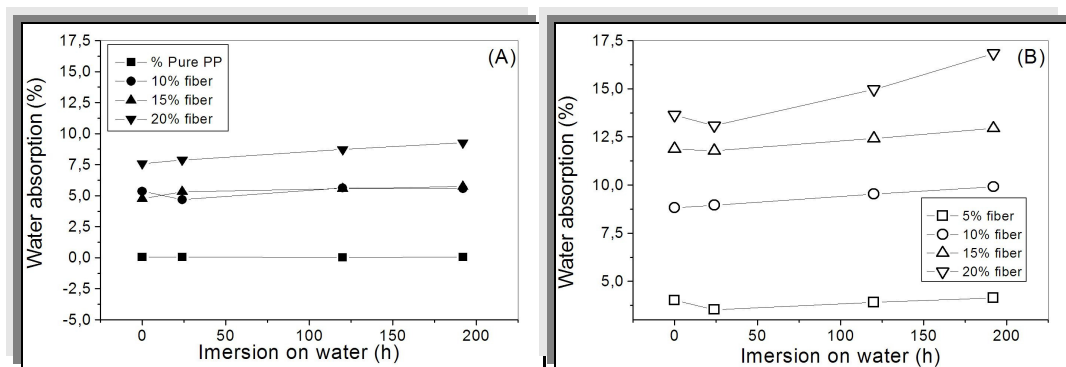 (A)
Water absorption (%)
17,5
15,0
12,5
10,0
7,5
5,0
2,5
0,0
-2,5
-5,0
% Pure PP
10% fiber
15% fiber
20% fiber
0 50 100 150 200
Imersion on water (h)
(B)
Water absorption (%)
17,5
15,0
12,5
10,0
7,5
5,0
5% fiber
10% fiber
15% fiber
20% fiber
0 50 100 150 200
Imersion on water (h)